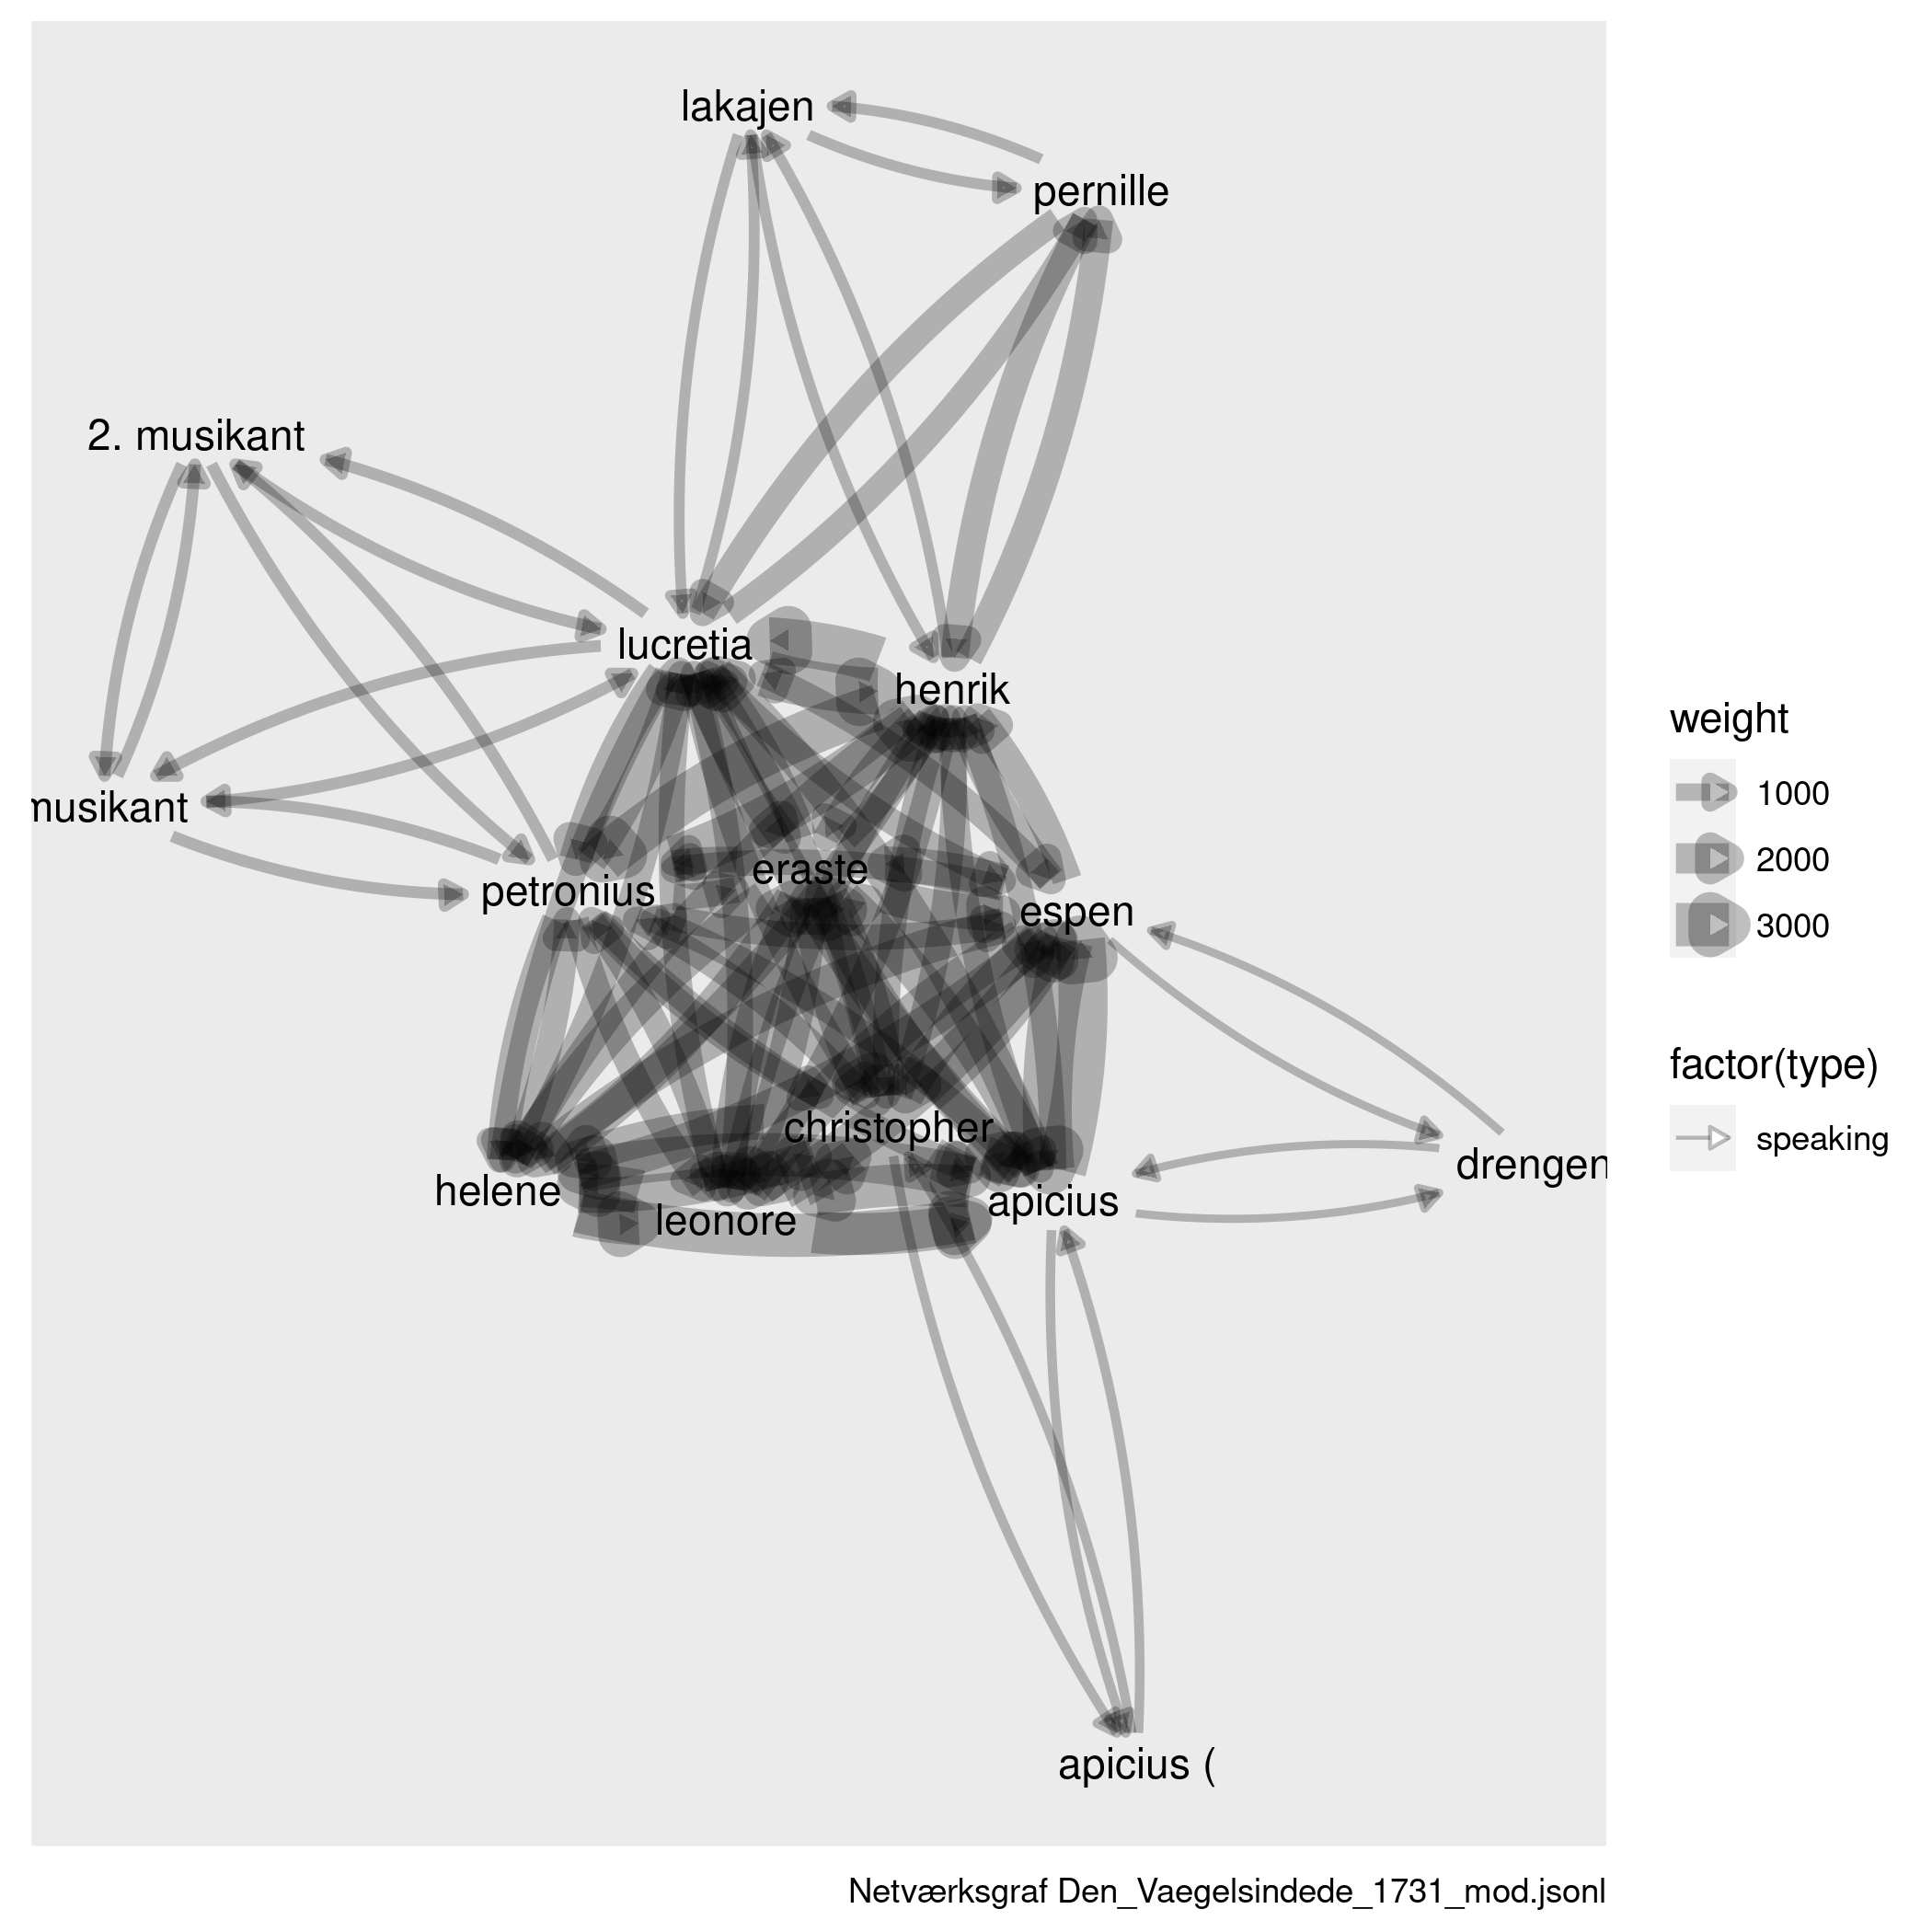 lakajen
pernille
2. musikant
lucretia
henrik
musikant
eraste
petronius
espen
christopher
drengen
helene
apicius
leonore
apicius (
weight
1000
2000
3000
factor(type)
speaking
Netværksgraf Den_Vaegelsindede_1731_mod.jsonl